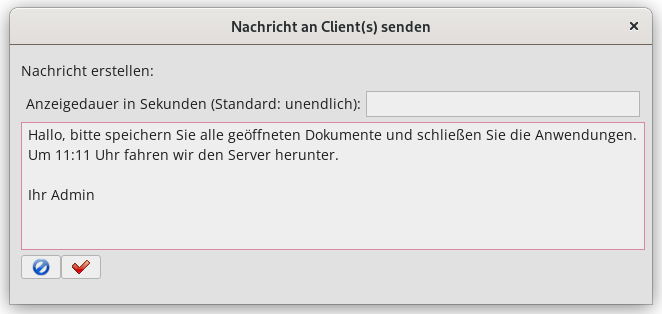 Nachricht an Client(s) senden
Nachricht erstellen:
Anzeigedauer in Sekunden (Standard: unendlich):
Hallo, bitte speichern Sie alle geöffneten Dokumente und schließen Sie die Anwendungen.
Um 11:11 Uhr fahren wir den Server herunter.
Ihr Admin